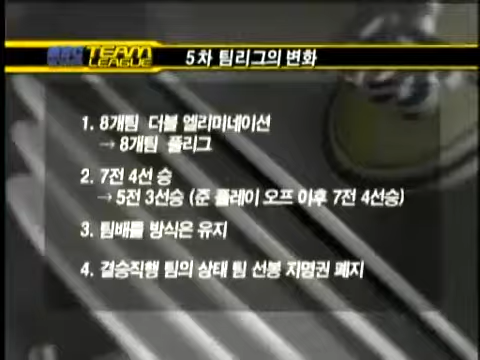 MBC TEAM LEAGUE
5차 팀리그의 변화
1. 8개팀 더블 엘리미네이션
→ 8개팀 풀리그
2. 7전 4선 승
→ 5전 3선승 (준 플레이 오프 이후 7전 4선승)
3. 팀배틀 방식은 유지
4. 결승직행 팀의 상태 팀 선봉 지명권 폐지